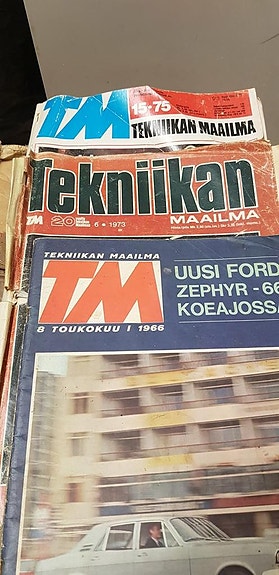 TM
15-75
TEKNIIKAN MAAILMA
Tekniikan
MAAILMA
TM
20
6 • 1973
TEKNIIKAN MAAILMA
TM
8 TOUKOKUU I 1966
UUSI FORD
ZEPHYR -66
KOEAJOSSA